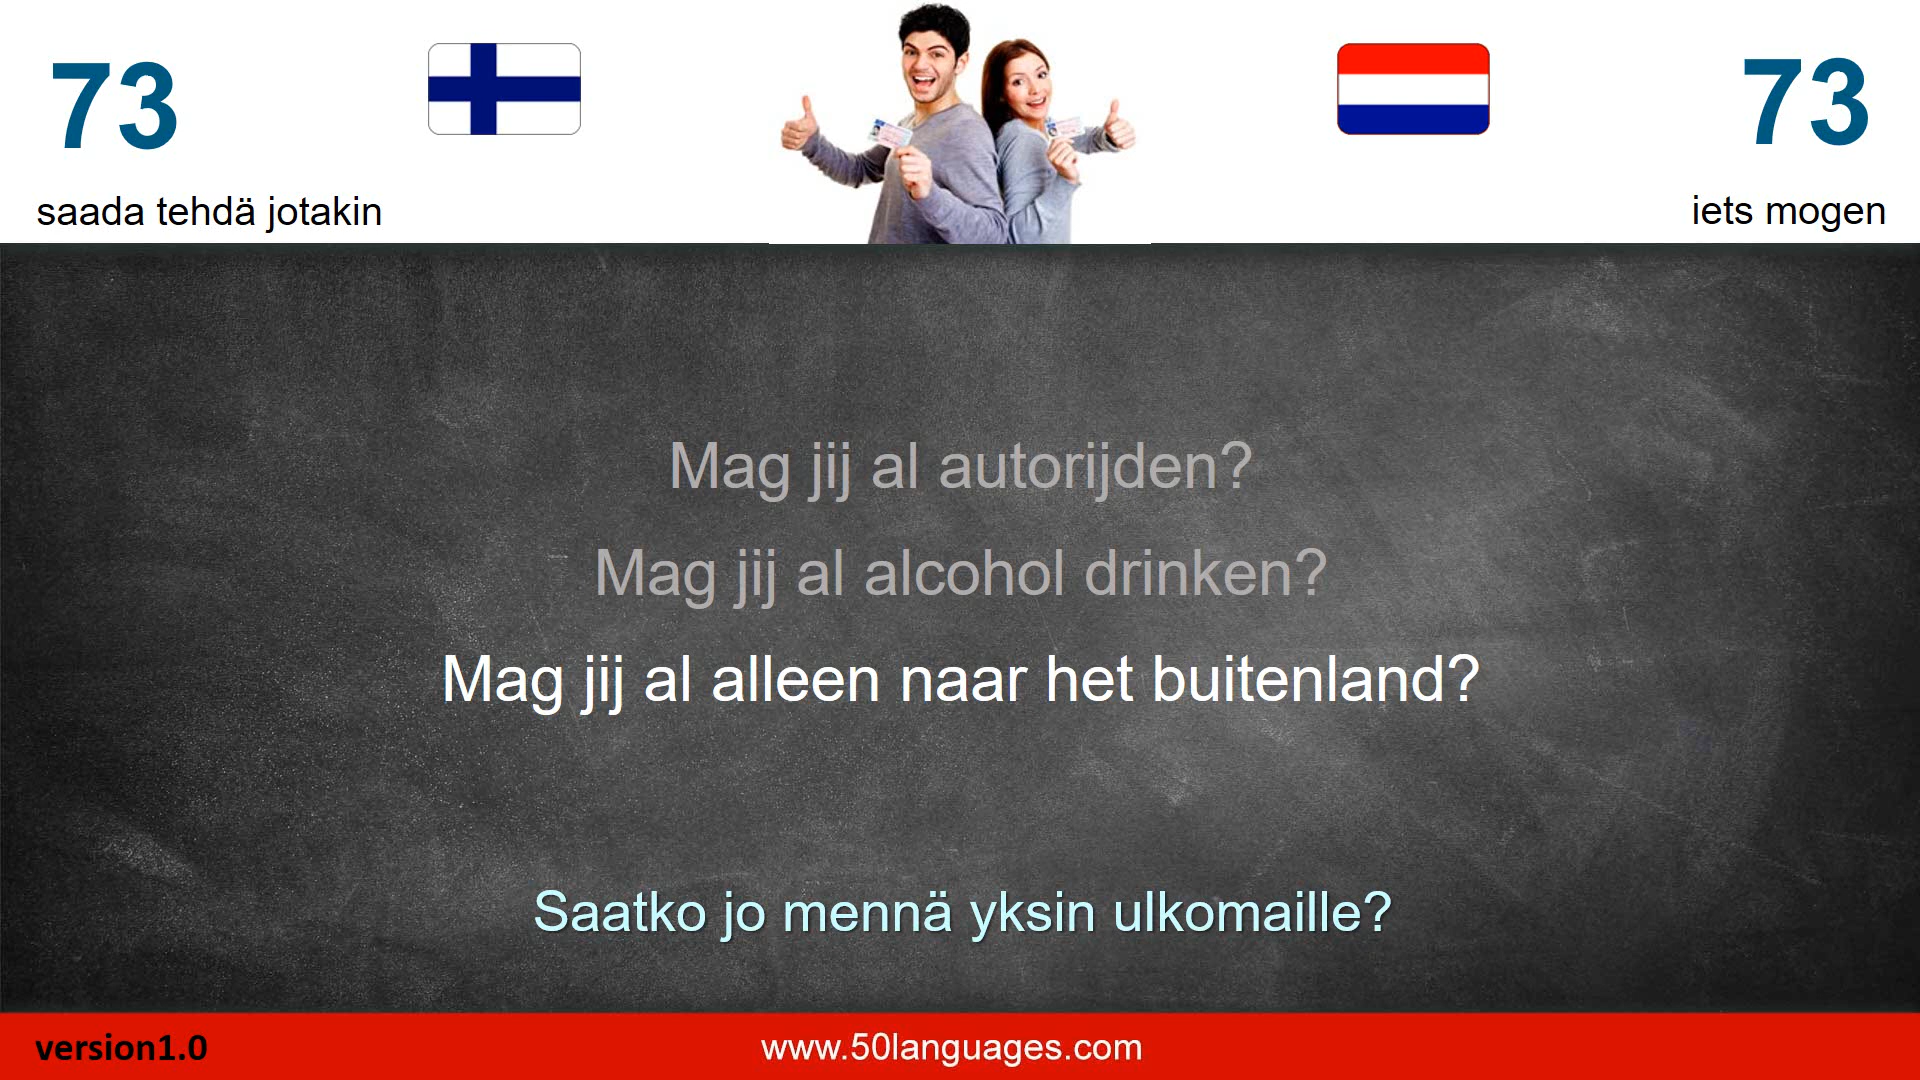 73
73
saada tehdä jotakin
iets mogen
Mag jij al autorijden?
Mag jij al alcohol drinken?
Mag jij al alleen naar het buitenland?
Saatko jo mennä yksin ulkomaille?
version1.0
www.50languages.com